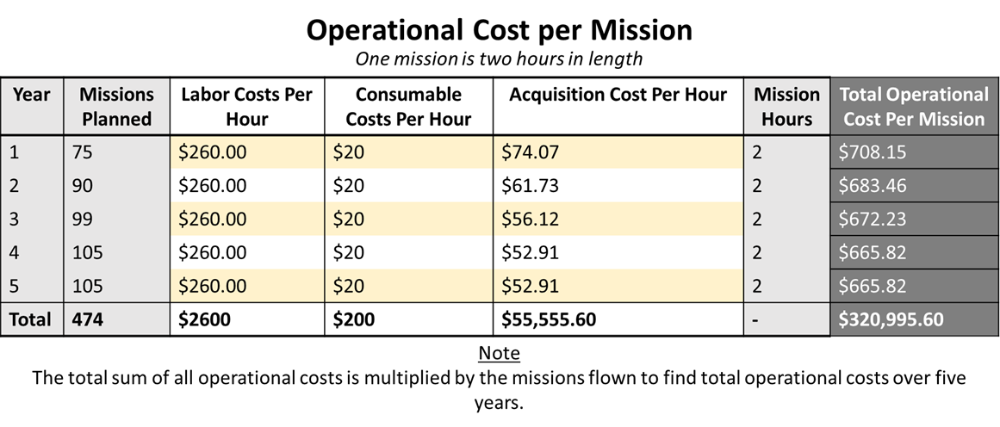 Operational Cost per Mission
One mission is two hours in length
Year Missions Planned Labor Costs Per Hour Consumable Costs Per Hour Acquisition Cost Per Hour Mission Hours Total Operational Cost Per Mission
1 75 $260.00 $20 $74.07 2 $708.15
2 90 $260.00 $20 $61.73 2 $683.46
3 99 $260.00 $20 $56.12 2 $672.23
4 105 $260.00 $20 $52.91 2 $665.82
5 105 $260.00 $20 $52.91 2 $665.82
Total 474 $2600 $200 $55,555.60 - $320,995.60
Note
The total sum of all operational costs is multiplied by the missions flown to find total operational costs over five
years.